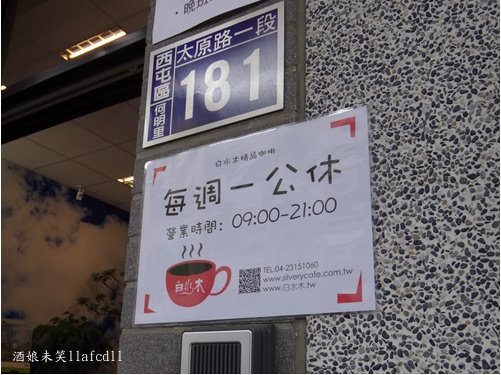 ・晚班
太原路一段
西屯區
何明里
181
白水木精品咖啡
每週一公休
營業時間：09:00-21:00
白水木
TEL:04-23151060
www.silverycafe.com.tw
www.白水木.tw
酒娘未笑llafcdll